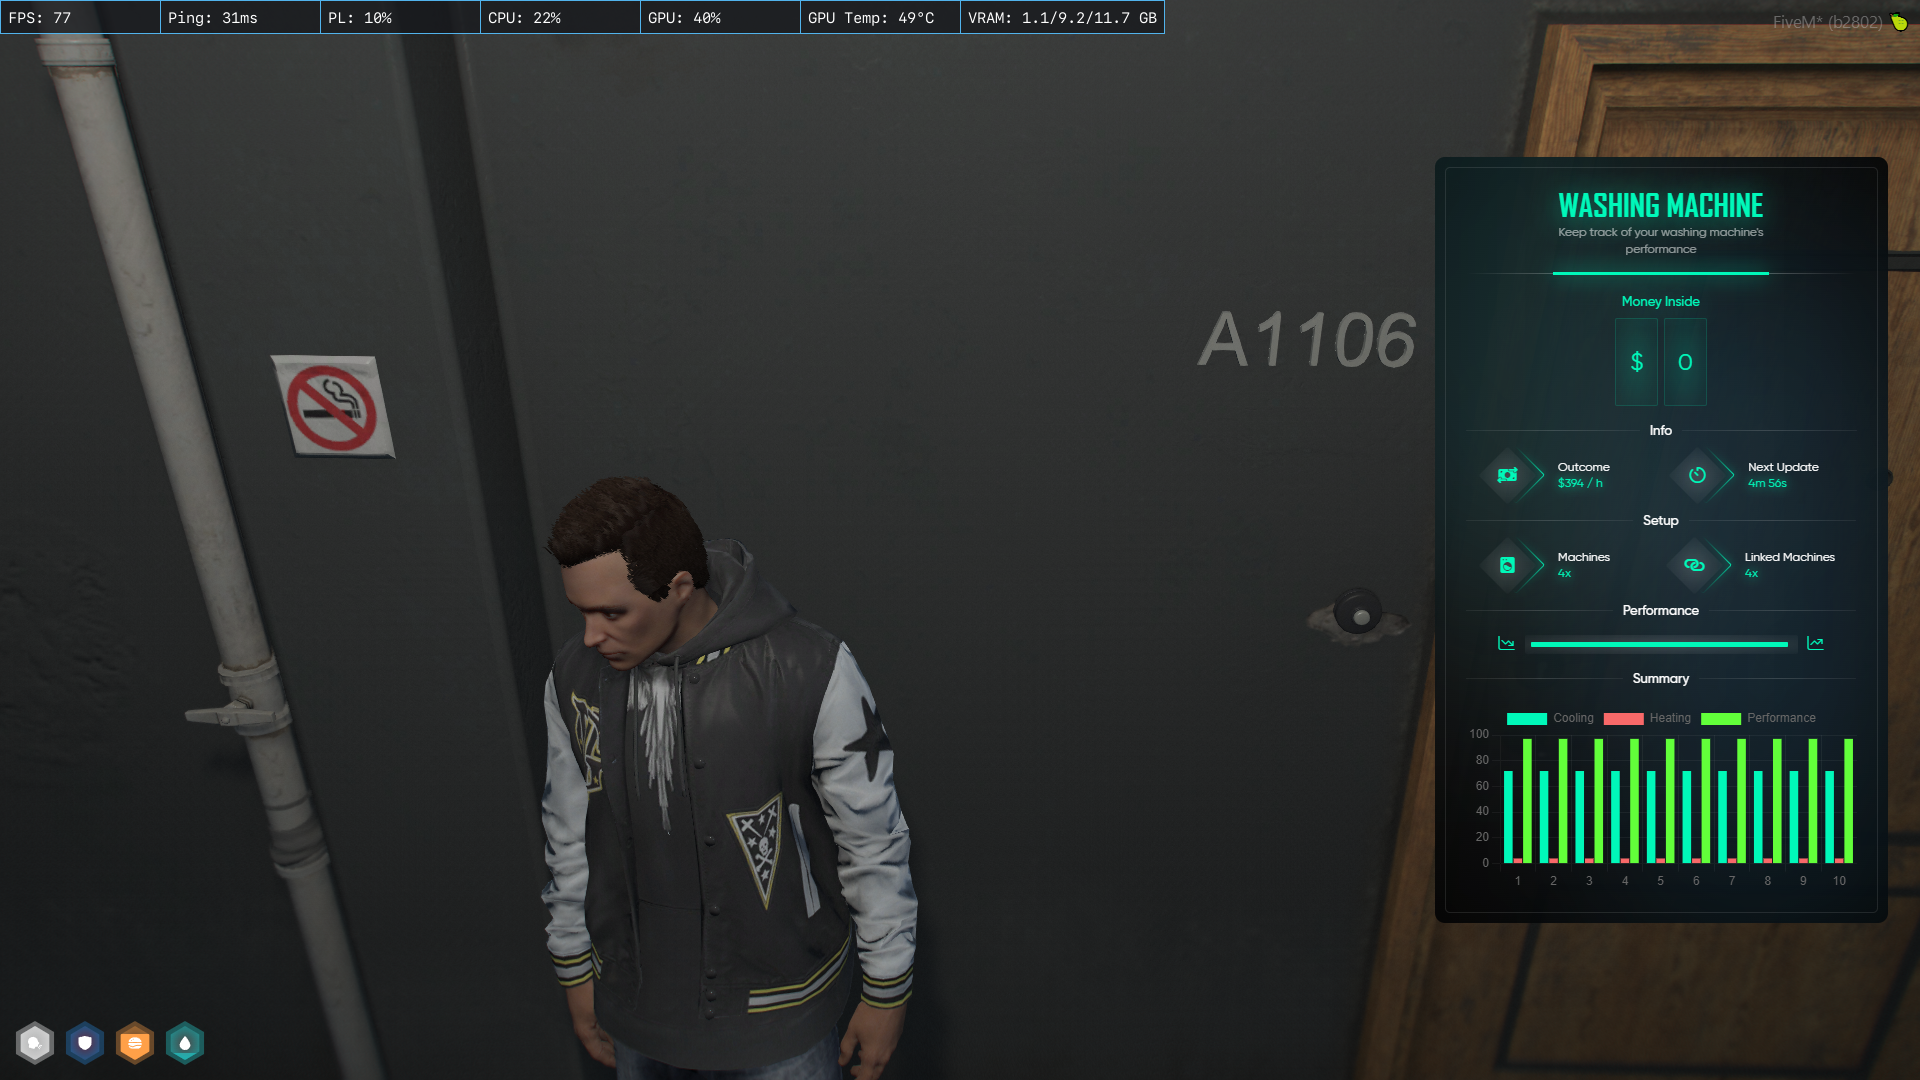 FPS: 77 Ping: 31ms PL: 10% CPU: 22% GPU: 40% GPU Temp: 49°C VRAM: 1.1/9.2/11.7 GB
FiveM* (b2802)
A1106
WASHING MACHINE
Keep track of your washing machine's
performance
Money Inside
$ 0
Info
Outcome
$394 / h
Next Update
4m 56s
Setup
Machines
4x
Linked Machines
4x
Performance
Summary
Cooling Heating Performance
100
80
60
40
20
0
1 2 3 4 5 6 7 8 9 10